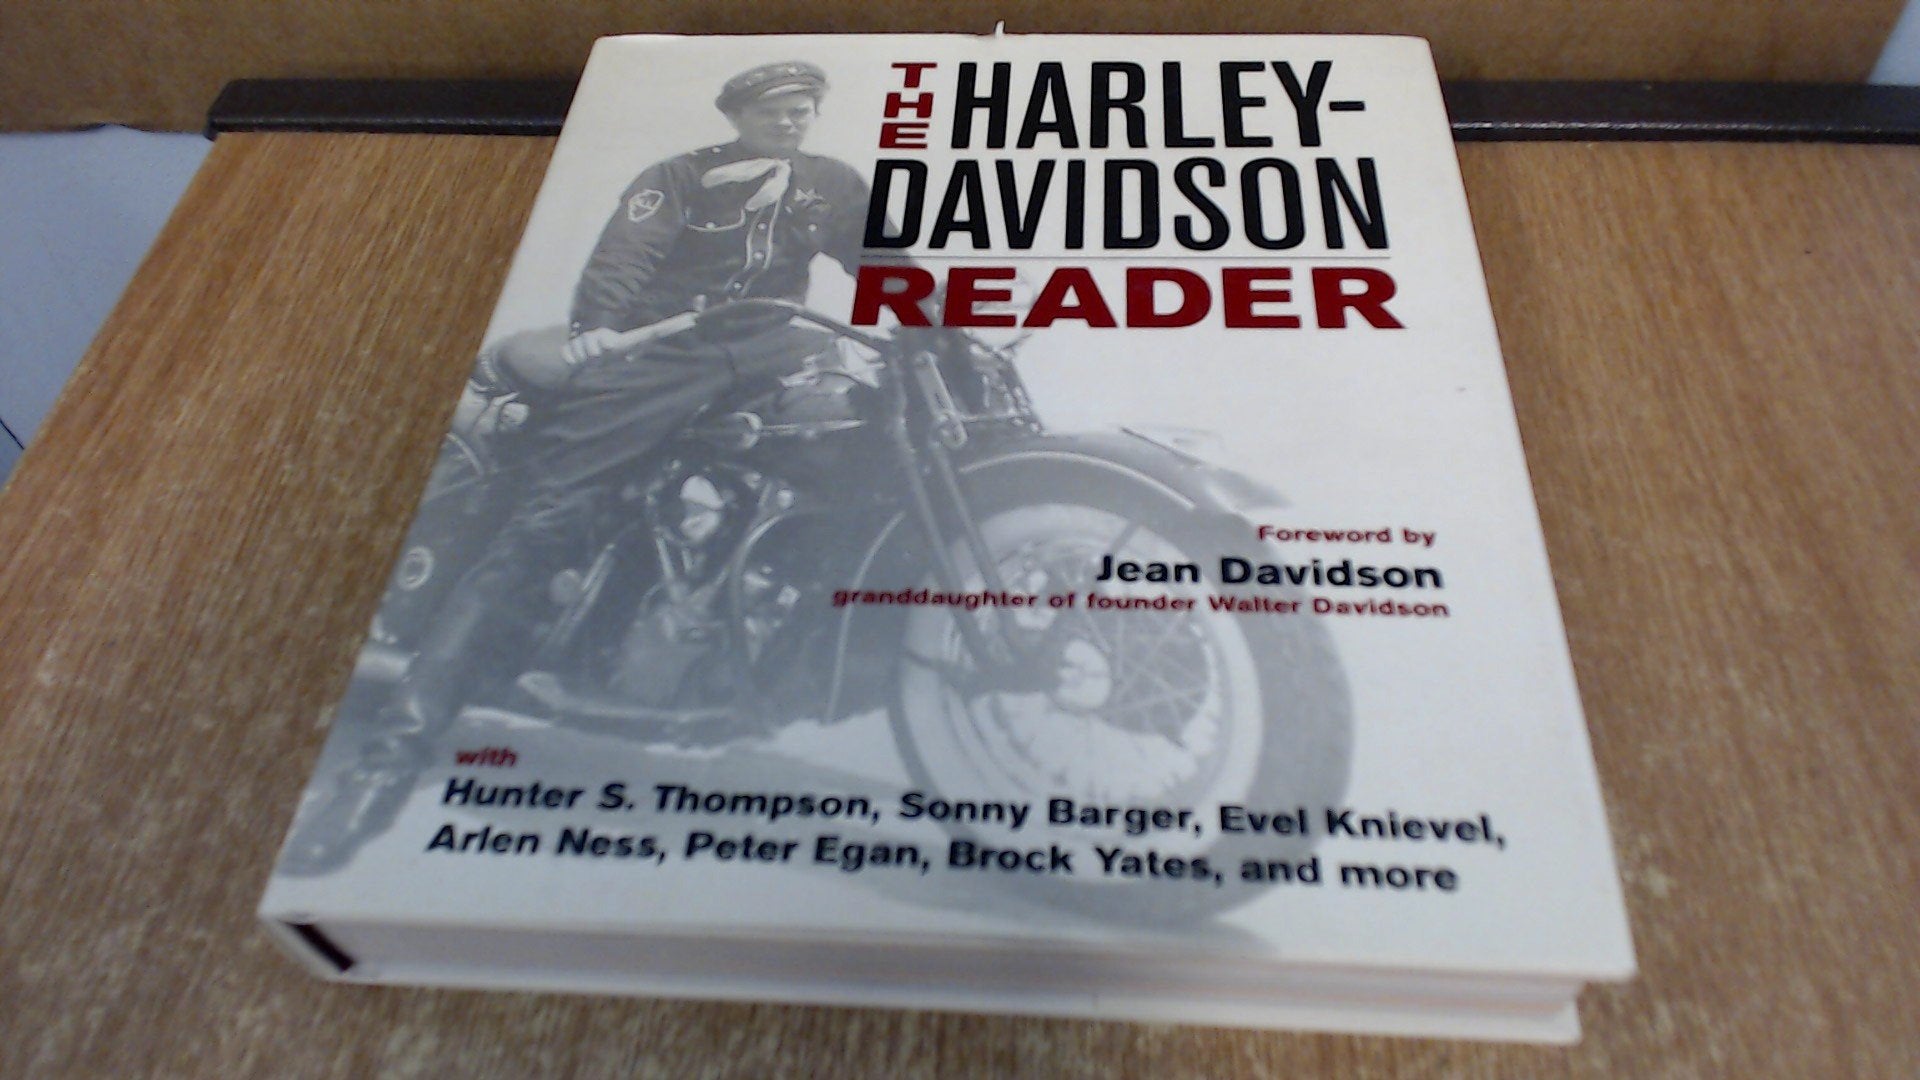 THE
HARLEY-
DAVIDSON
READER
Foreword by
Jean Davidson
granddaughter of founder Walter Davidson
with
Hunter S. Thompson, Sonny Barger, Evel Knievel,
Arlen Ness, Peter Egan, Brock Yates, and more